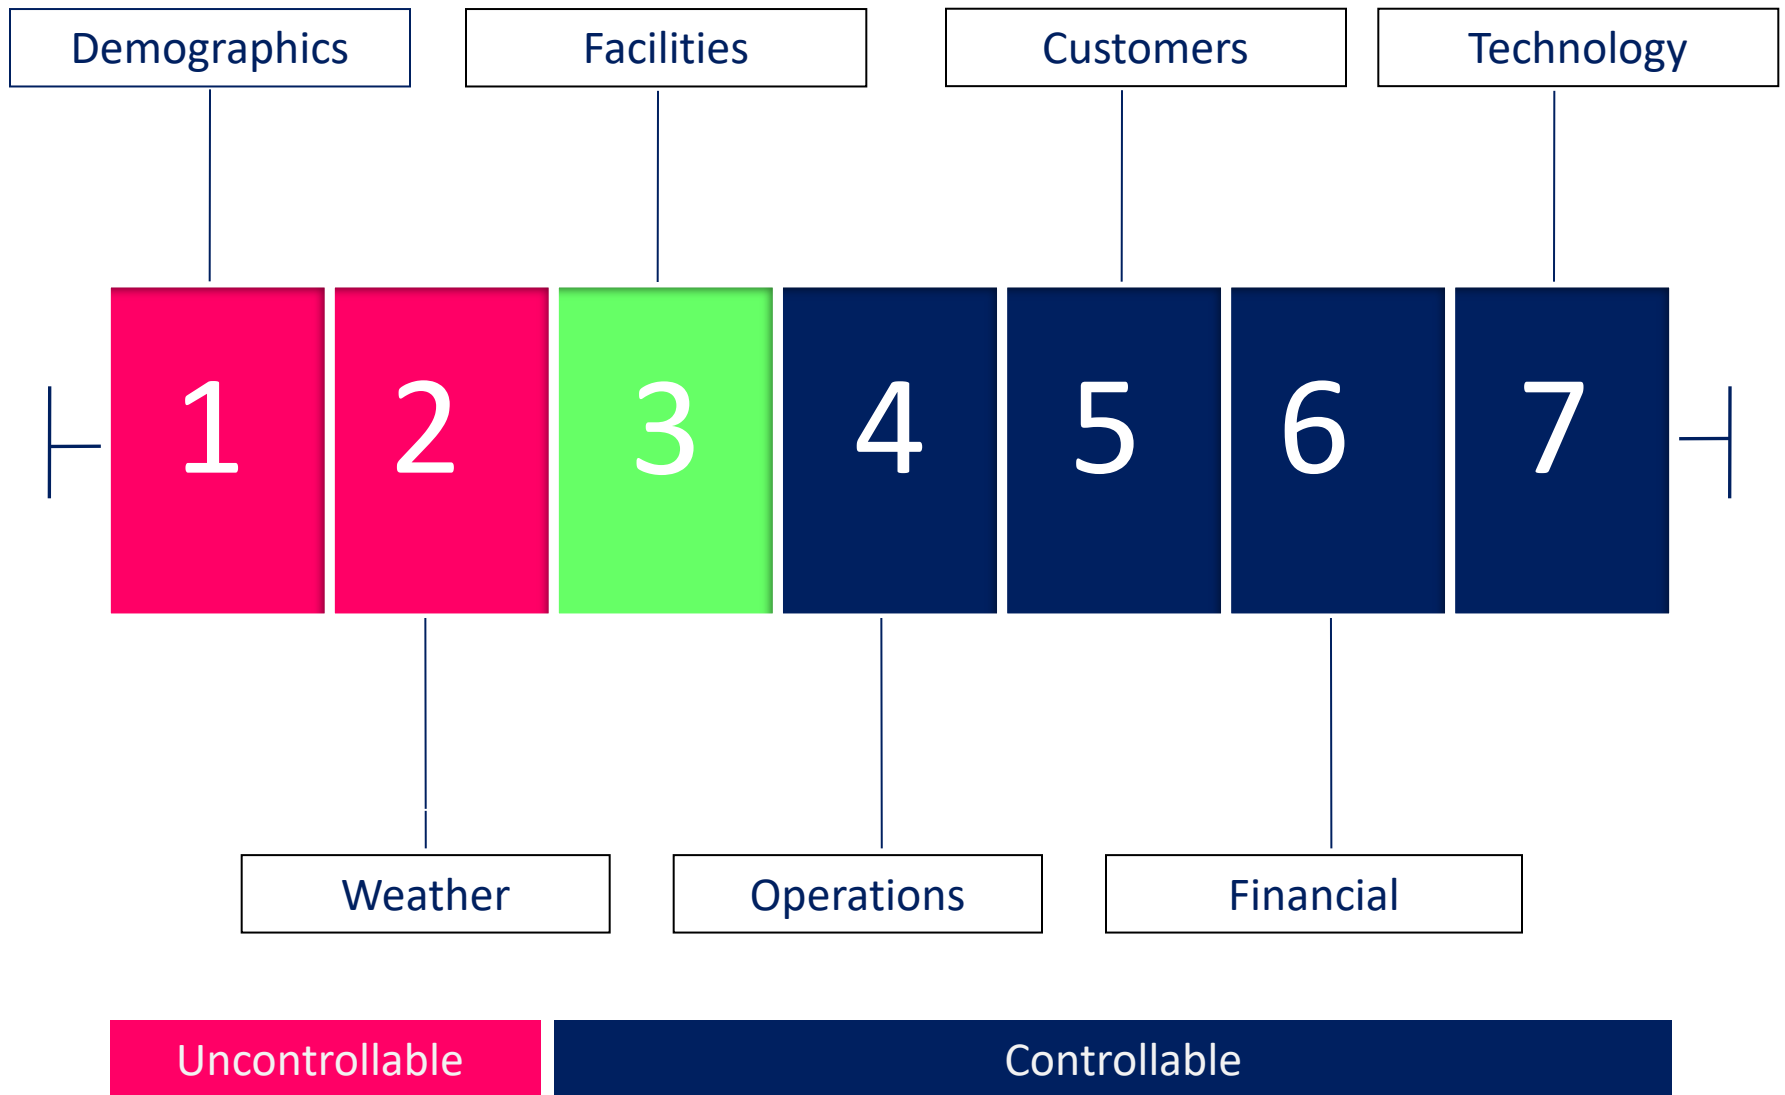 Demographics
Facilities
Customers
Technology
1
2
3
4
5
6
7
Weather
Operations
Financial
Uncontrollable
Controllable